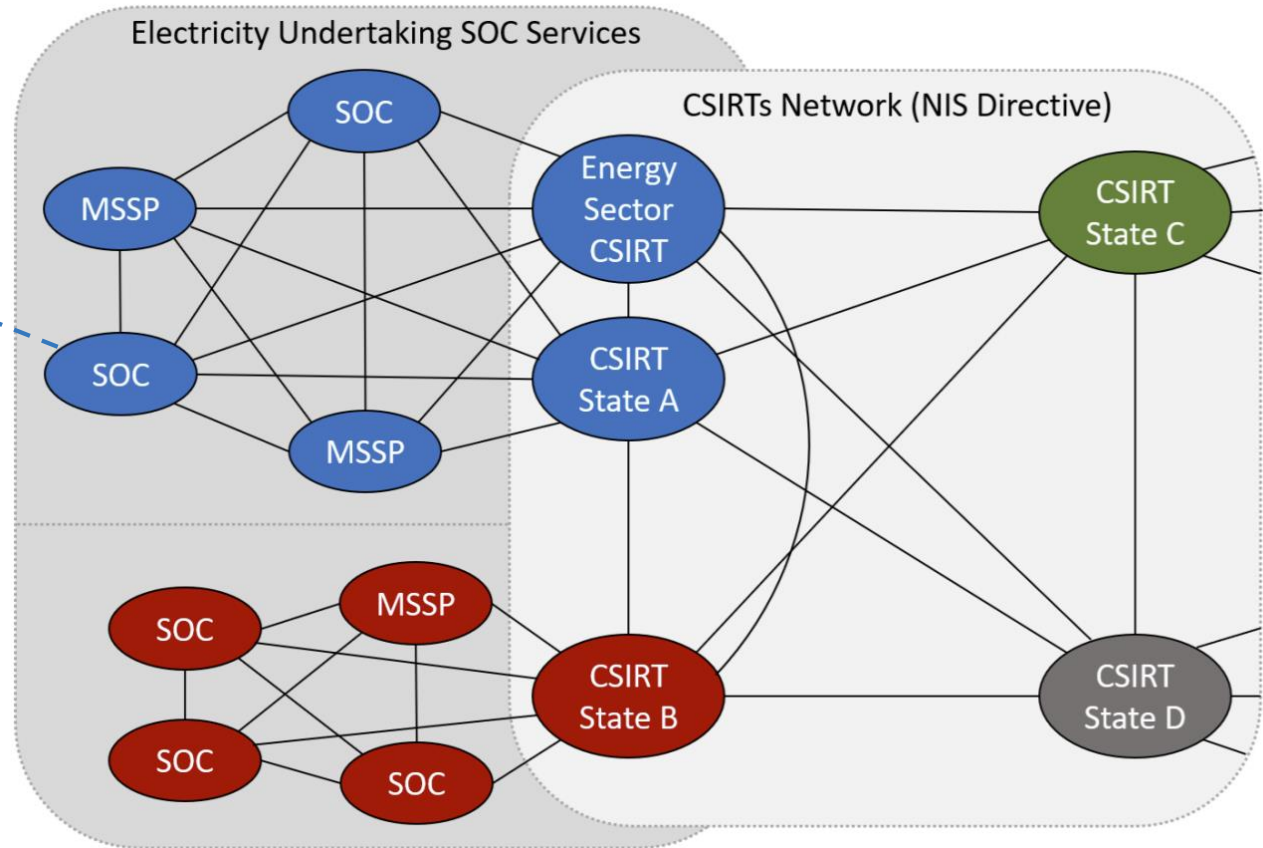 Electricity Undertaking SOC Services
CSIRTs Network (NIS Directive)
SOC
MSSP
SOC
MSSP
Energy
Sector
CSIRT
CSIRT
State A
CSIRT
State C
SOC
MSSP
SOC
SOC
CSIRT
State B
CSIRT
State D